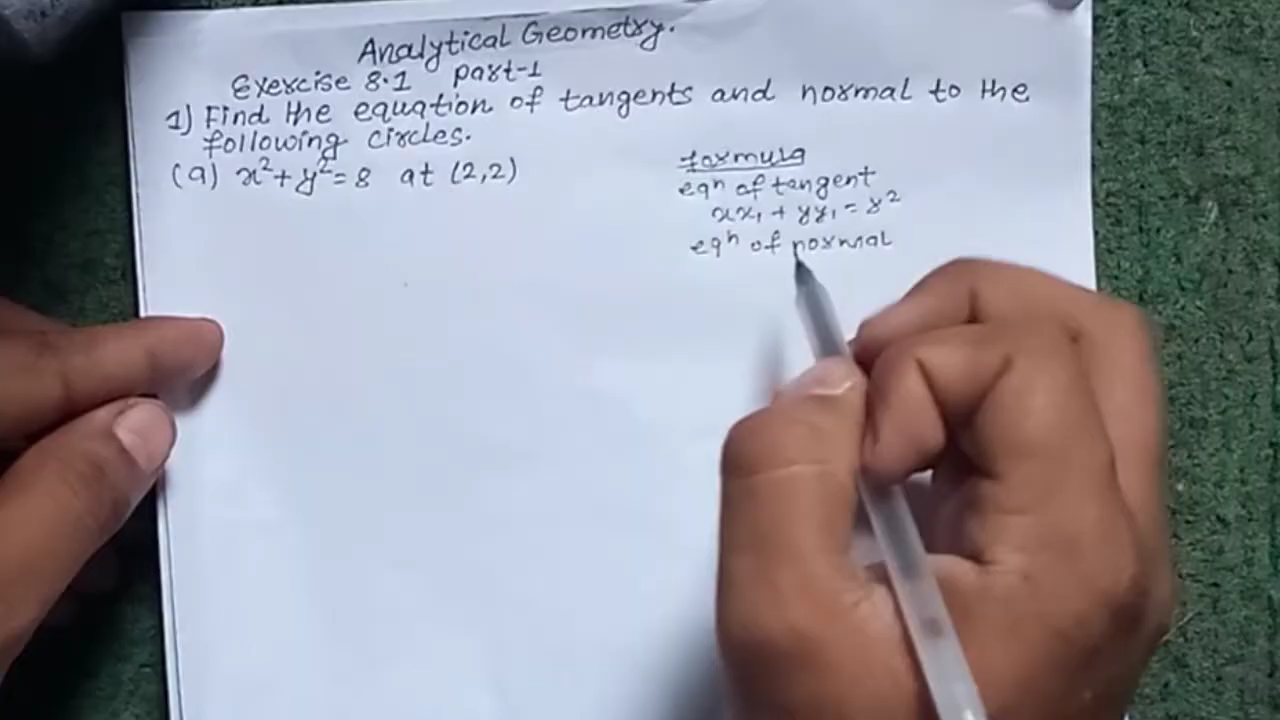 Analytical Geometry.
Exercise 8.1 part-1
1) Find the equation of tangents and normal to the
following circles.
(a) x²+y²=8 at (2,2)
formula
eqⁿ of tangent
xx₁ + yy₁ = r²
eqⁿ of normal